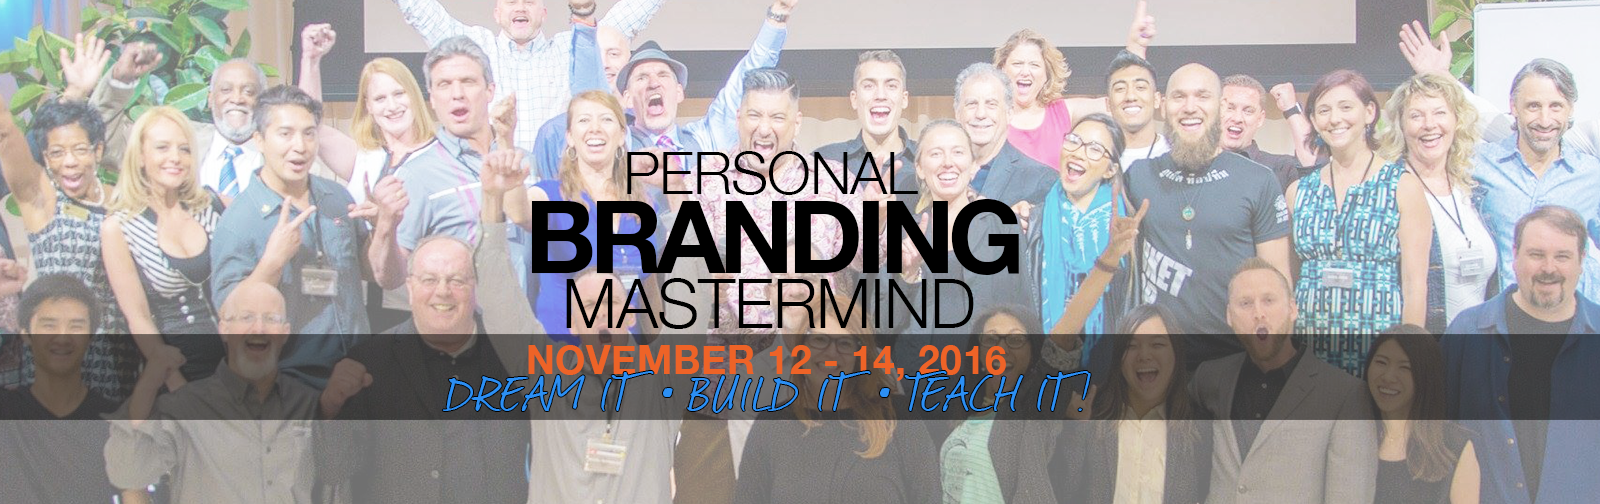 PERSONAL
BRANDING
MASTERMIND
NOVEMBER 12 - 14, 2016
DREAM IT • BUILD IT • TEACH IT!